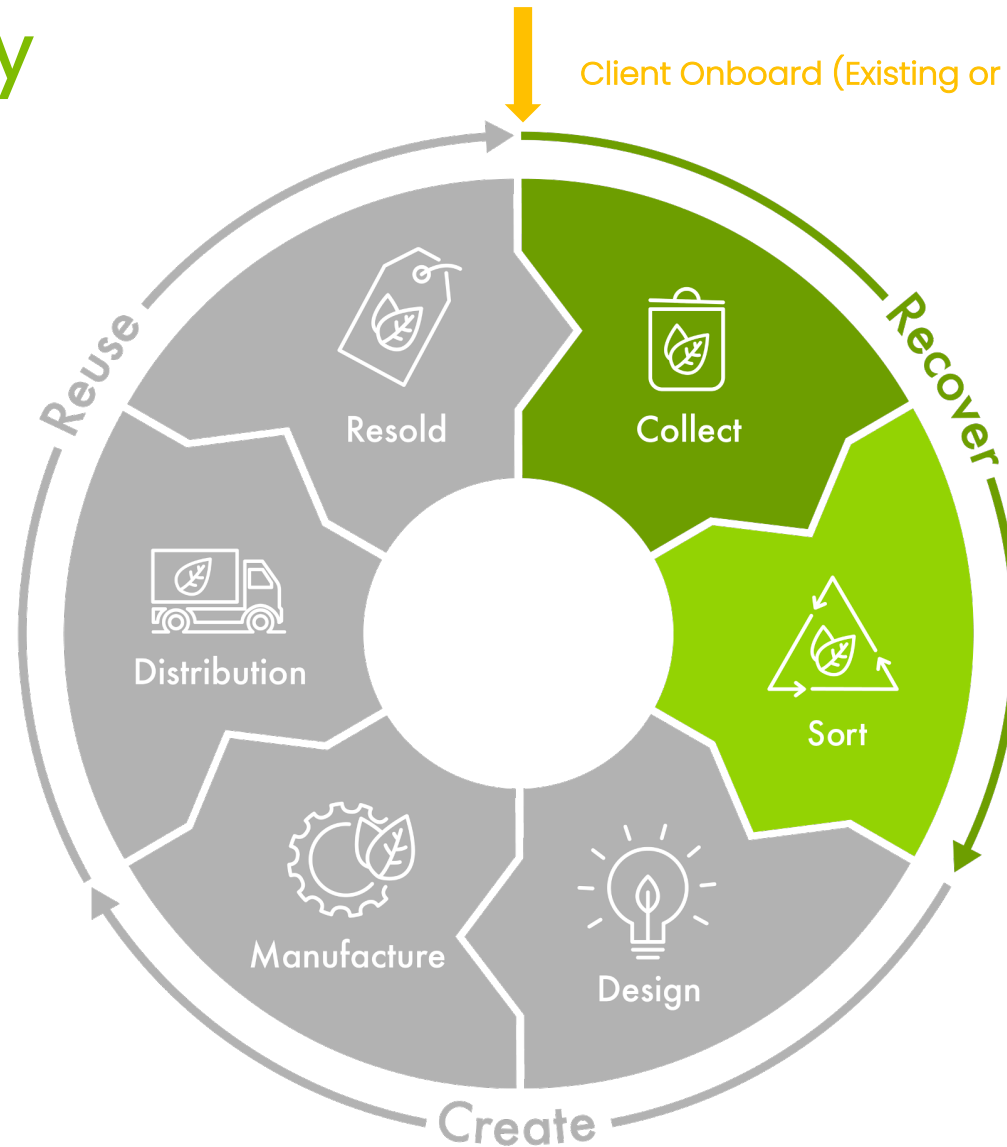 y
Client Onboard (Existing or
Reuse
Recover
Resold
Collect
Distribution
Sort
Manufacture
Design
Create